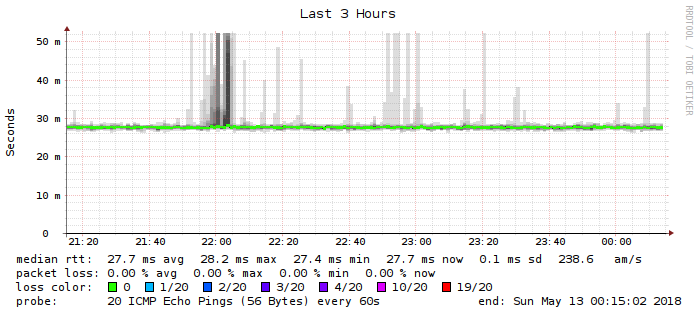 Last 3 Hours
RRDTOOL / TOBI OETIKER
Seconds
50 m
40 m
30 m
20 m
10 m
0
21:20 21:40 22:00 22:20 22:40 23:00 23:20 23:40 00:00
median rtt: 27.7 ms avg 28.2 ms max 27.4 ms min 27.7 ms now 0.1 ms sd 238.6 am/s
packet loss: 0.00 % avg 0.00 % max 0.00 % min 0.00 % now
loss color: 0 1/20 2/20 3/20 4/20 10/20 19/20
probe: 20 ICMP Echo Pings (56 Bytes) every 60s end: Sun May 13 00:15:02 2018